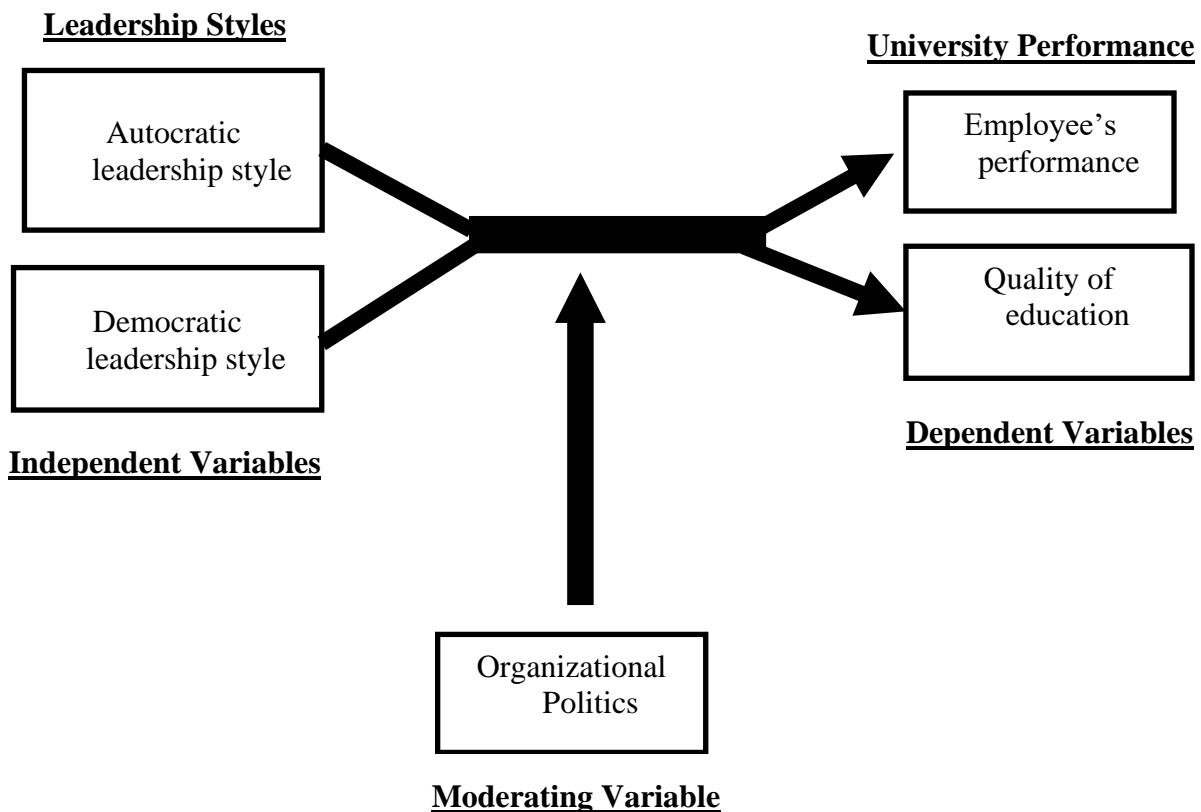 Leadership Styles
Autocratic
leadership style
Democratic
leadership style
Independent Variables
University Performance
Employee’s
performance
Quality of
education
Dependent Variables
Organizational
Politics
Moderating Variable